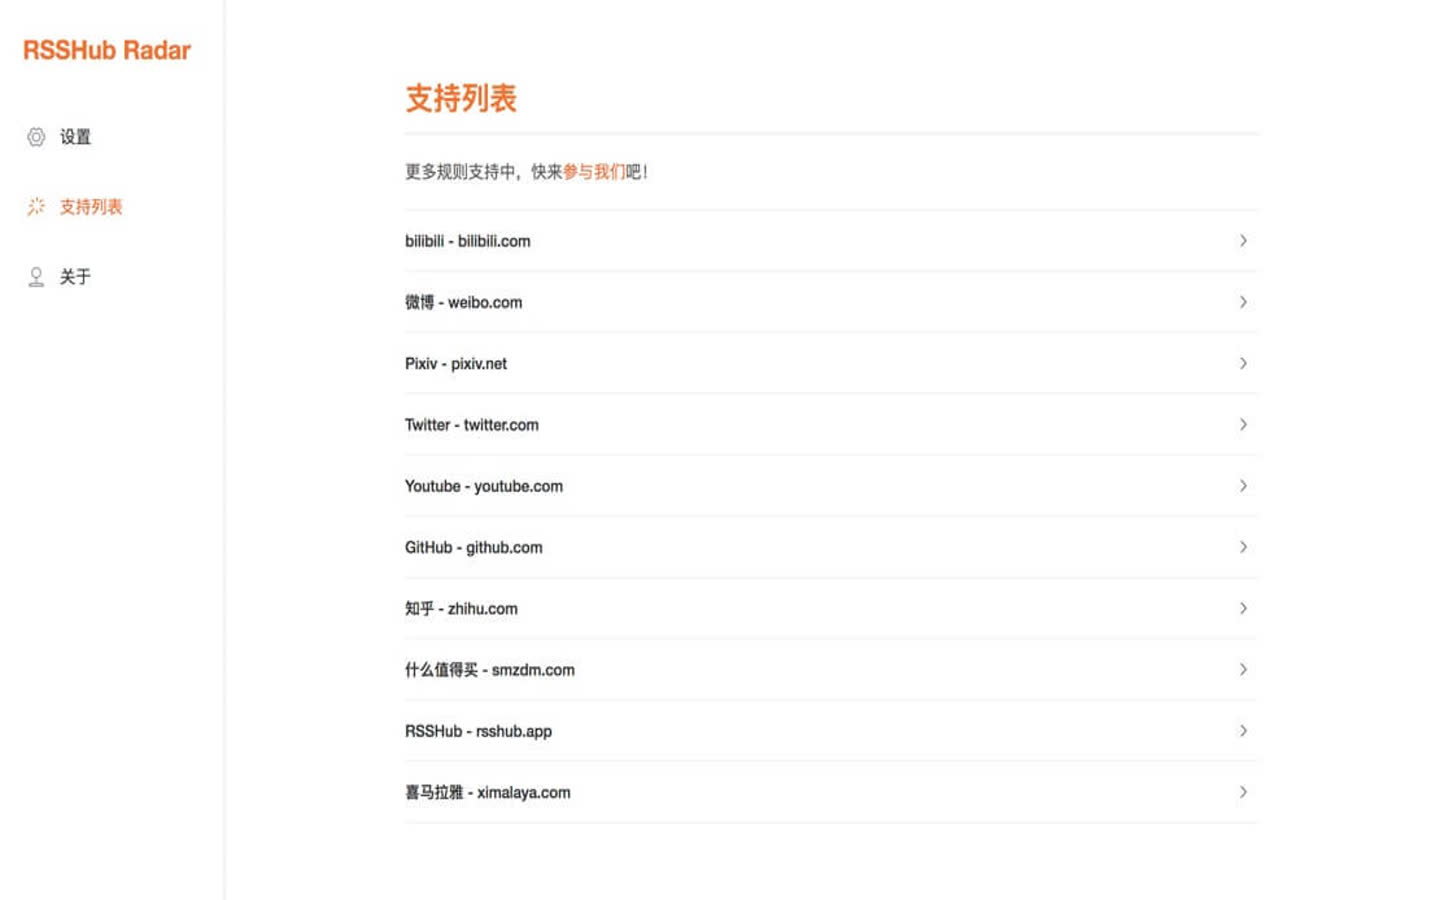 RSSHub Radar
设置
支持列表
关于
支持列表
更多规则支持中，快来参与我们吧！
bilibili - bilibili.com
微博 - weibo.com
Pixiv - pixiv.net
Twitter - twitter.com
Youtube - youtube.com
GitHub - github.com
知乎 - zhihu.com
什么值得买 - smzdm.com
RSSHub - rsshub.app
喜马拉雅 - ximalaya.com